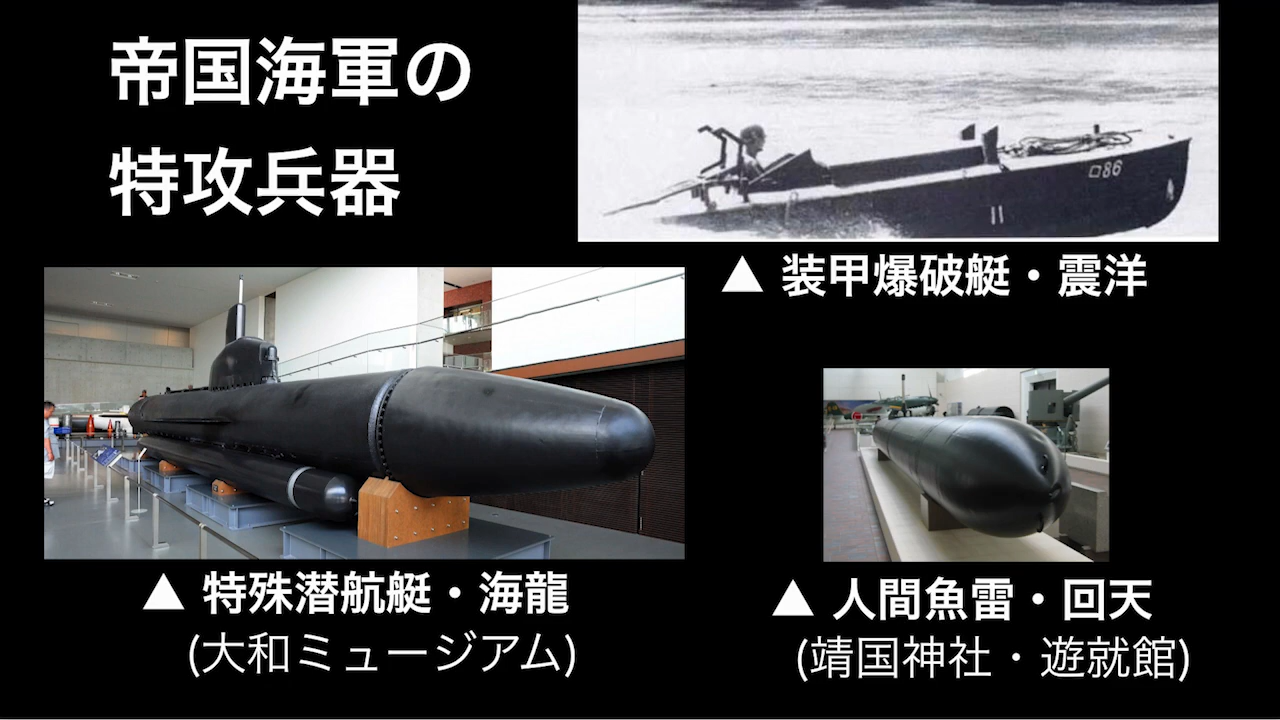 帝国海軍の
特攻兵器
□86
▲ 装甲爆破艇・震洋
▲ 特殊潜航艇・海龍
(大和ミュージアム)
▲ 人間魚雷・回天
(靖国神社・遊就館)